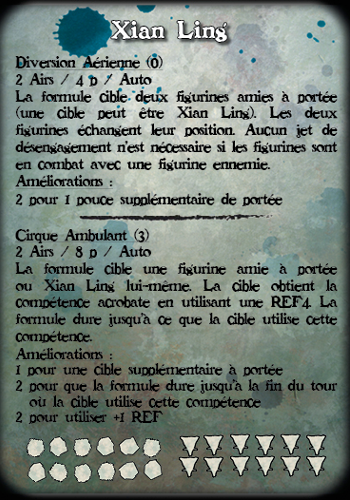 Xian Ling
Diversion Aérienne (0)
2 Airs / 4 p / Auto
La formule cible deux figurines amies à portée
(une cible peut être Xian Ling). Les deux
figurines échangent leur position. Aucun jet de
désengagement n'est nécessaire si les figurines sont
en combat avec une figurine ennemie.
Améliorations :
2 pour 1 pouce supplémentaire de portée
Cirque Ambulant (3)
2 Airs / 8 p / Auto
La formule cible une figurine amie à portée
ou Xian Ling lui-même. La cible obtient la
compétence acrobate en utilisant une REF4. La
formule dure jusqu'à ce que la cible utilise cette
compétence.
Améliorations :
1 pour une cible supplémentaire à portée
2 pour que la formule dure jusqu'à la fin du tour
ou la cible utilise cette compétence
2 pour utiliser +1 REF